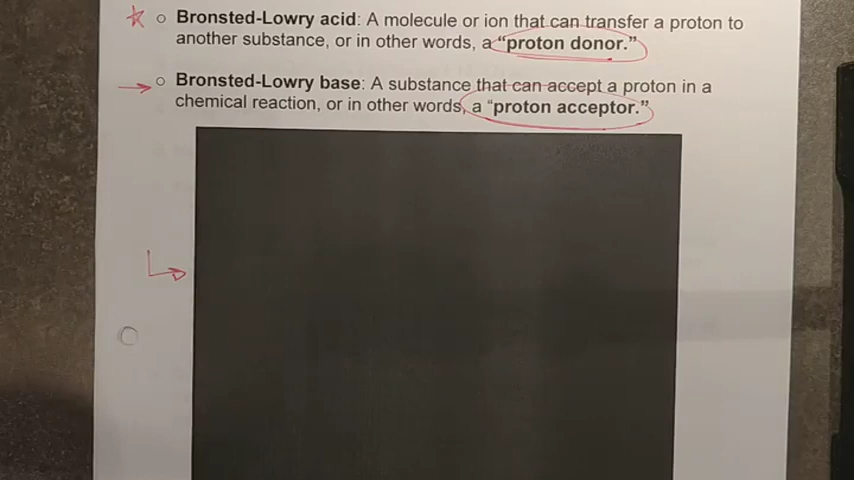 ○ Bronsted-Lowry acid: A molecule or ion that can transfer a proton to
another substance, or in other words, a “proton donor.”
○ Bronsted-Lowry base: A substance that can accept a proton in a
chemical reaction, or in other words, a “proton acceptor.”